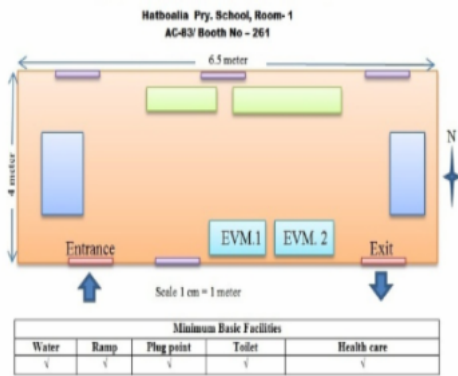 Hatboalia Pry. School, Room- 1
AC-83/ Booth No – 261
6.5 meter
4 meter
N
EVM.1 EVM. 2
Entrance Exit
Scale 1 cm = 1 meter
Minimum Basic Facilities
Water Ramp Plug point Toilet Health care
√ √ √ √ √